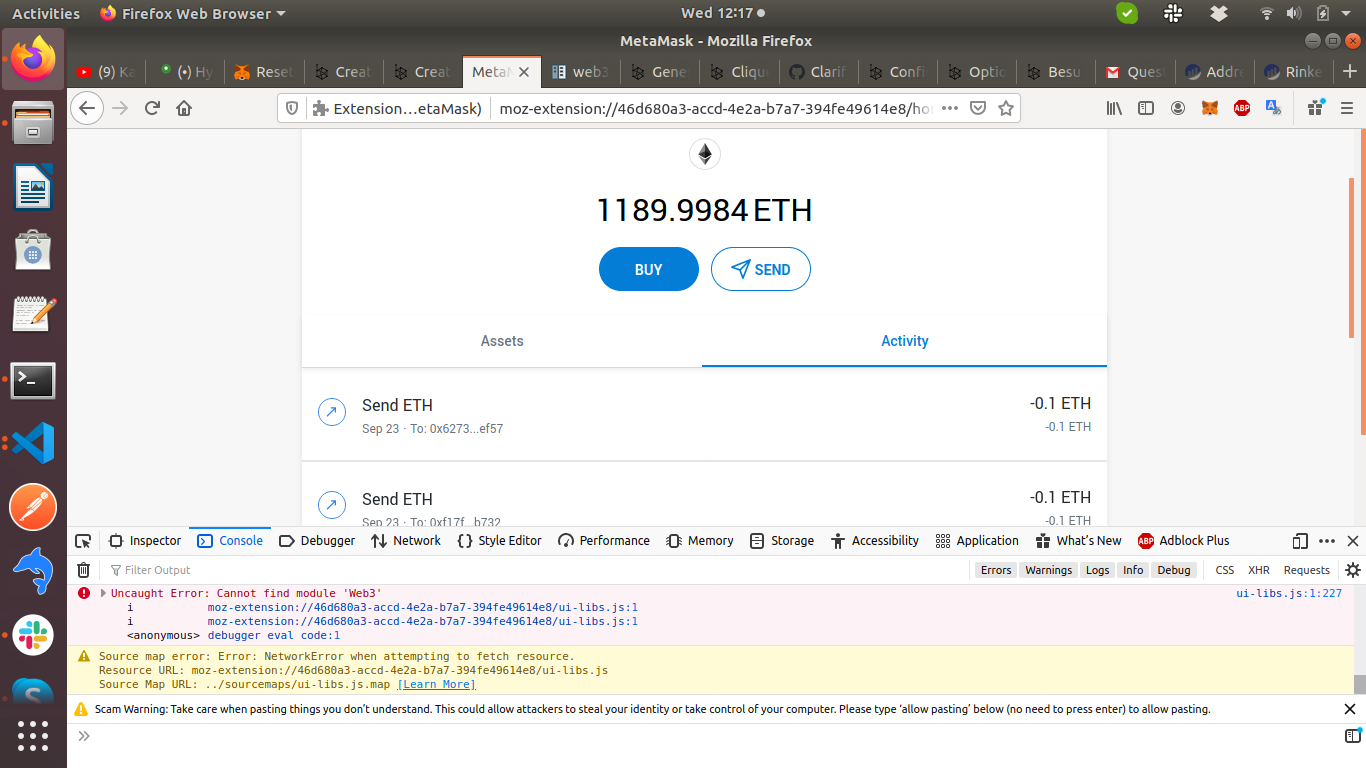 Activities Firefox Web Browser Wed 12:17
MetaMask - Mozilla Firefox
(9) Ka (•) Hy Reset Creat Creat MetaM web3 Gene Cliqu Clarif Confi Optio Besu Quest Addre Rinke
Extension...etaMask) moz-extension://46d680a3-accd-4e2a-b7a7-394fe49614e8/hor
1189.9984 ETH
BUY SEND
Assets Activity
Send ETH -0.1 ETH
Sep 23 · To: 0x6273...ef57 -0.1 ETH
Send ETH -0.1 ETH
Sep 23 · To: 0xf17f...b732 -0.1 ETH
Inspector Console Debugger Network Style Editor Performance Memory Storage Accessibility Application What's New ABP Adblock Plus
Filter Output Errors Warnings Logs Info Debug CSS XHR Requests
Uncaught Error: Cannot find module 'Web3' ui-libs.js:1:227
i moz-extension://46d680a3-accd-4e2a-b7a7-394fe49614e8/ui-libs.js:1
i moz-extension://46d680a3-accd-4e2a-b7a7-394fe49614e8/ui-libs.js:1
<anonymous> debugger eval code:1
Source map error: Error: NetworkError when attempting to fetch resource.
Resource URL: moz-extension://46d680a3-accd-4e2a-b7a7-394fe49614e8/ui-libs.js
Source Map URL: ../sourcemaps/ui-libs.js.map [Learn More]
Scam Warning: Take care when pasting things you don't understand. This could allow attackers to steal your identity or take control of your computer. Please type 'allow pasting' below (no need to press enter) to allow pasting.